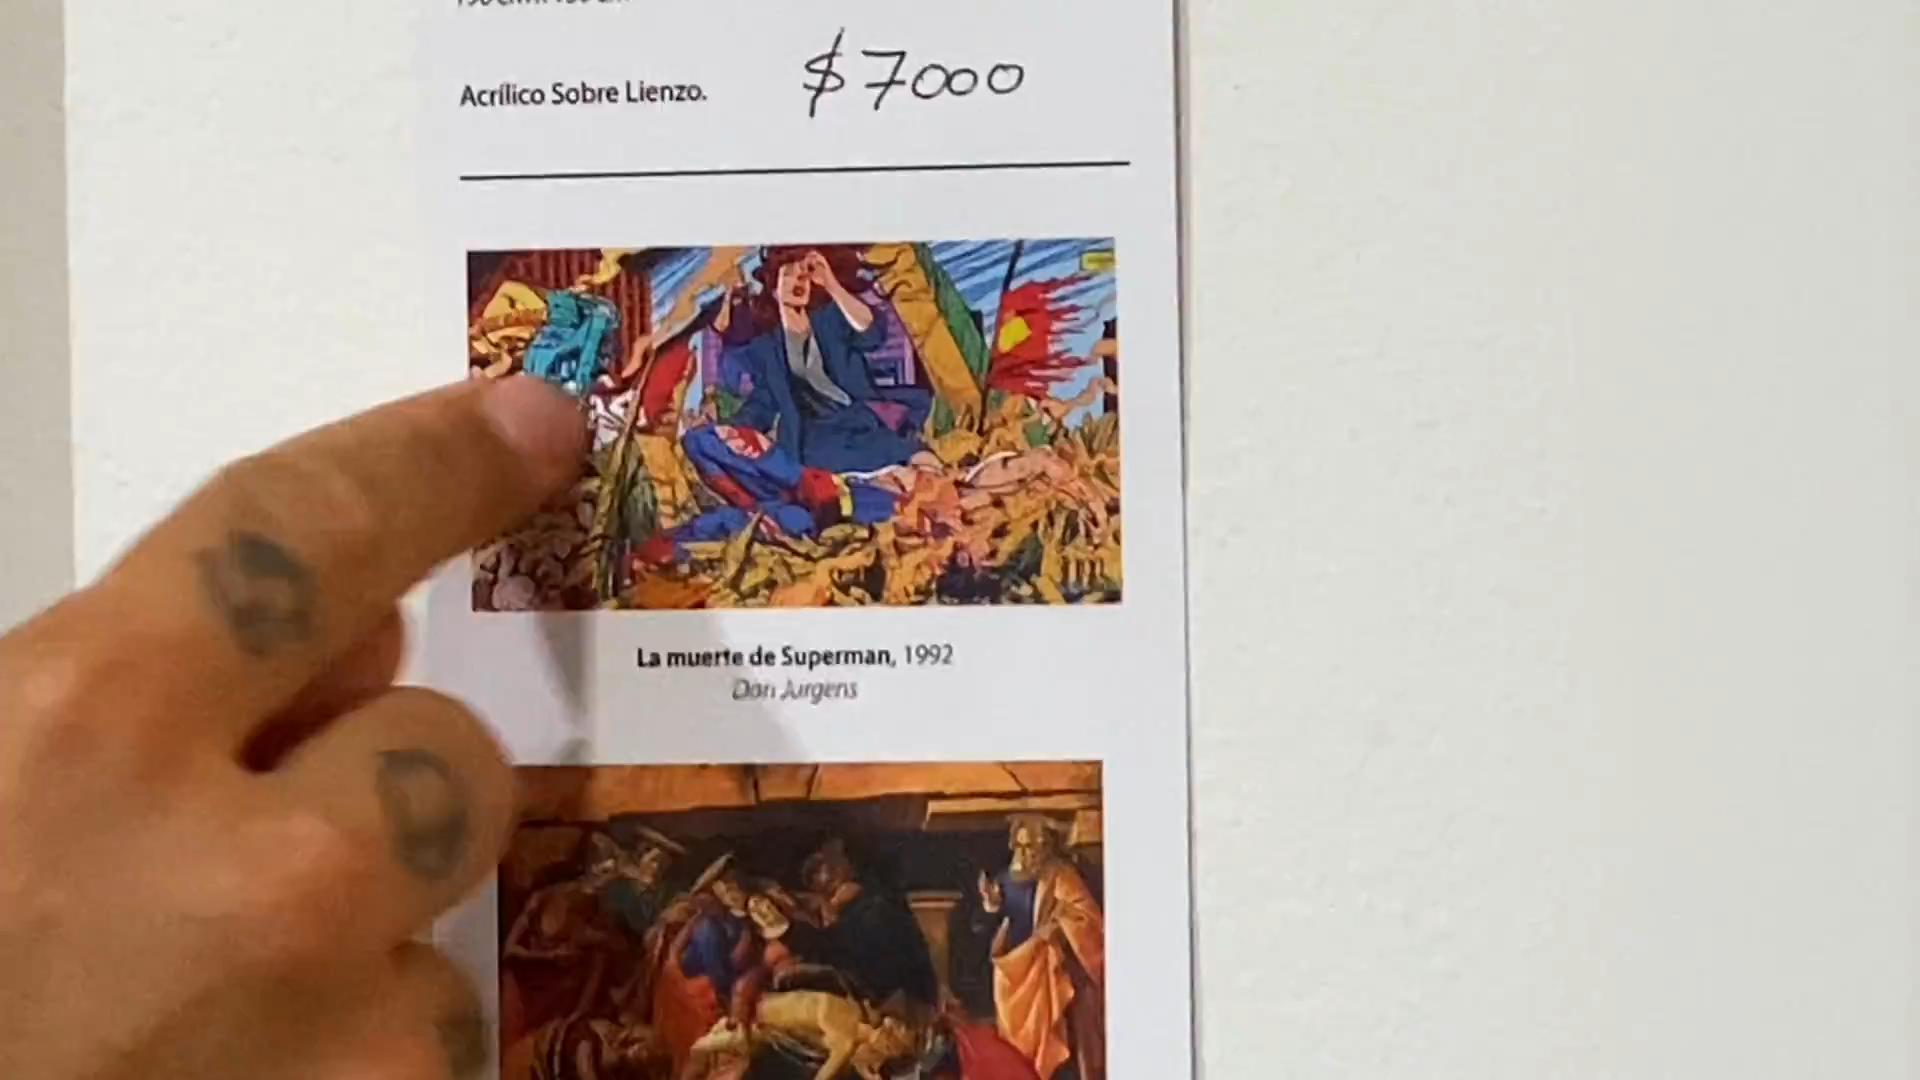 Acrílico Sobre Lienzo. $7000
La muerte de Superman, 1992
Dan Jurgens